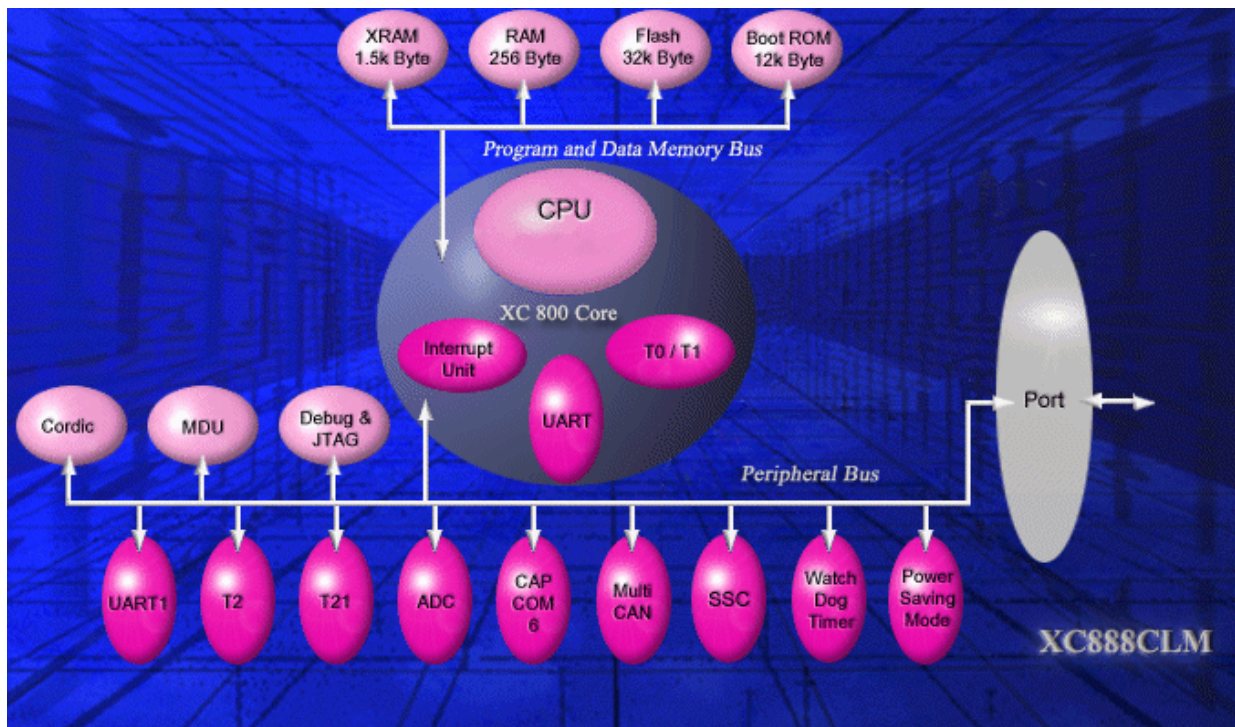 XRAM
1.5k Byte
RAM
256 Byte
Flash
32k Byte
Boot ROM
12k Byte
Program and Data Memory Bus
CPU
XC 800 Core
Interrupt
Unit
T0 / T1
UART
Cordic
MDU
Debug &
JTAG
Port
Peripheral Bus
UART1
T2
T21
ADC
CAP
COM
6
Multi
CAN
SSC
Watch
Dog
Timer
Power
Saving
Mode
XC888CLM